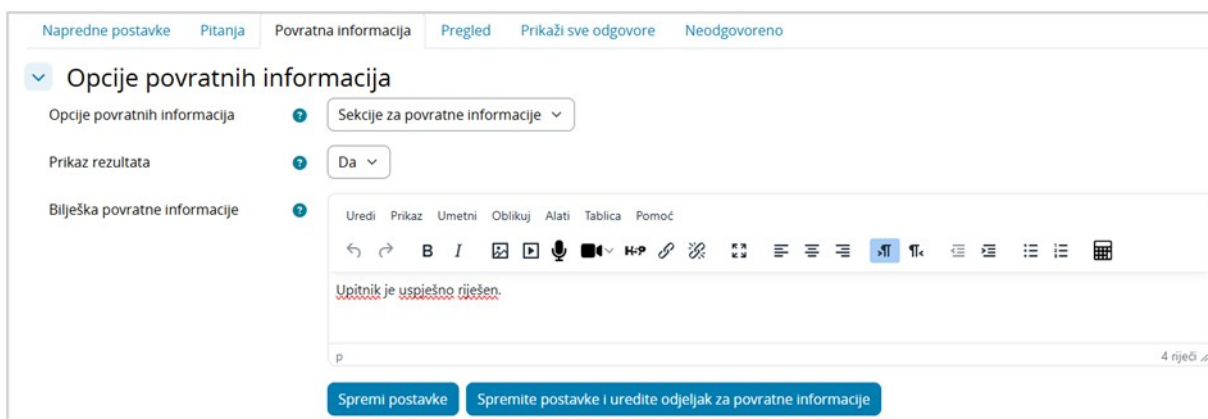 Napredne postavke Pitanja Povratna informacija Pregled Prikaži sve odgovore Neodgovoreno
Opcije povratnih informacija
Opcije povratnih informacija ? Sekcije za povratne informacije
Prikaz rezultata ? Da
Bilješka povratne informacije ?
Uredi Prikaz Umetni Oblikuj Alati Tablica Pomoć
B I H-P
Upitnik je uspješno riješen.
p 4 riječi
Spremi postavke Spremite postavke i uredite odjeljak za povratne informacije